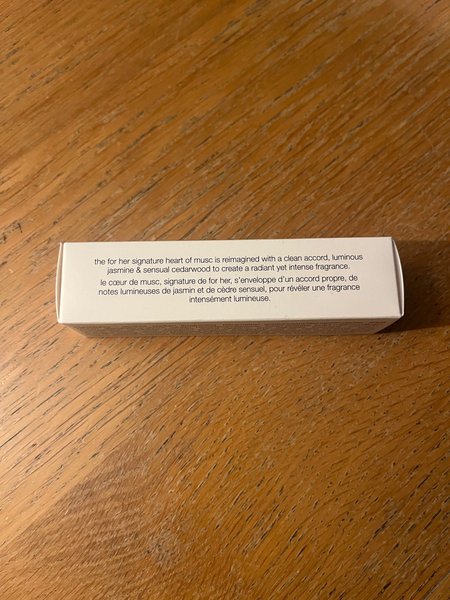 the for her signature heart of musc is reimagined with a clean accord, luminous
jasmine & sensual cedarwood to create a radiant yet intense fragrance.
le cœur de musc, signature de for her, s'enveloppe d'un accord propre, de
notes lumineuses de jasmin et de cèdre sensuel, pour révéler une fragrance
intensément lumineuse.